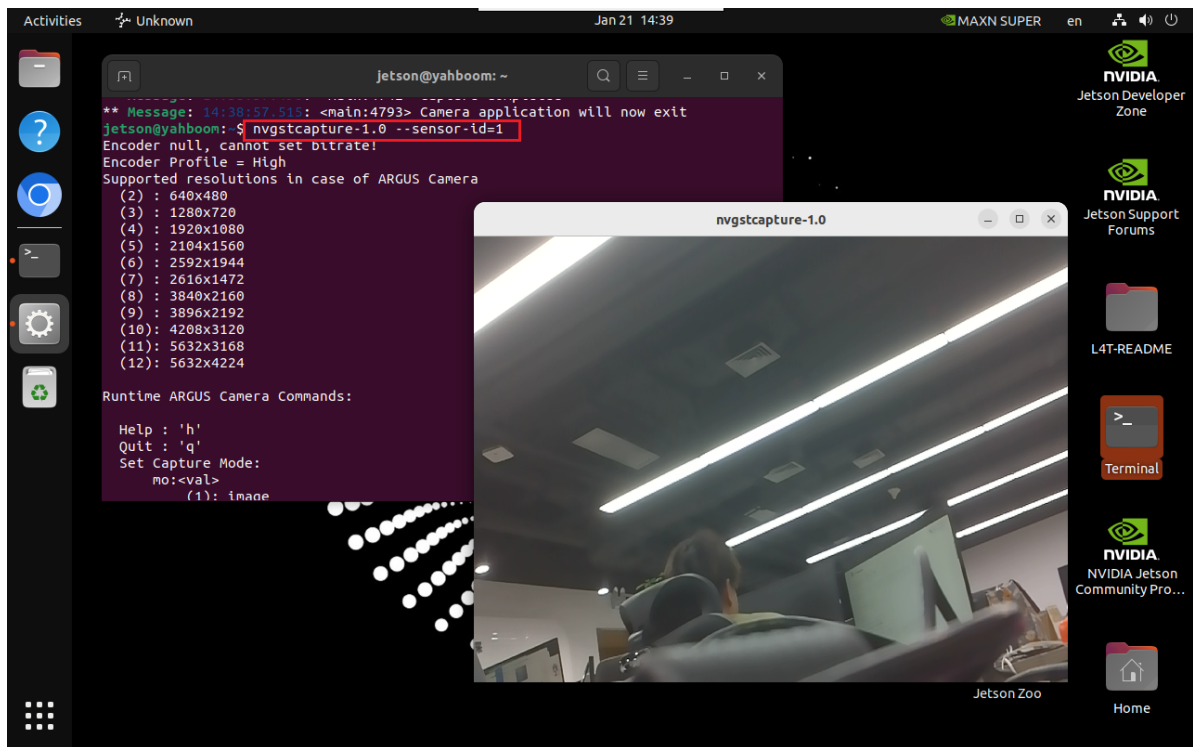 Activities
Unknown
Jan 21 14:39
MAXN SUPER
en
jetson@yahboom: ~
** Message: 14:38:57.515: <main:4793> Camera application will now exit
jetson@yahboom:~$ nvgstcapture-1.0 --sensor-id=1
Encoder null, cannot set bitrate!
Encoder Profile = High
Supported resolutions in case of ARGUS Camera
(2) : 640x480
(3) : 1280x720
(4) : 1920x1080
(5) : 2104x1560
(6) : 2592x1944
(7) : 2616x1472
(8) : 3840x2160
(9) : 3896x2192
(10): 4208x3120
(11): 5632x3168
(12): 5632x4224
Runtime ARGUS Camera Commands:
Help : 'h'
Quit : 'q'
Set Capture Mode:
mo:<val>
(1): image
nvgstcapture-1.0
NVIDIA.
Jetson Developer
Zone
NVIDIA.
Jetson Support
Forums
L4T-README
>_
Terminal
NVIDIA.
NVIDIA Jetson
Community Pro...
Jetson Zoo
Home